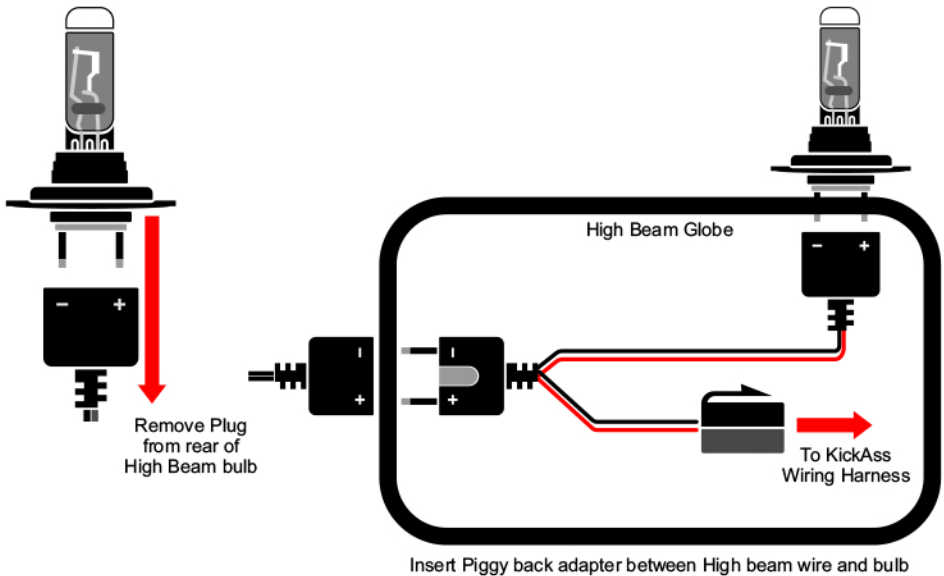 High Beam Globe
- +
- +
-
+
-
+
Remove Plug
from rear of
High Beam bulb
To KickAss
Wiring Harness
Insert Piggy back adapter between High beam wire and bulb